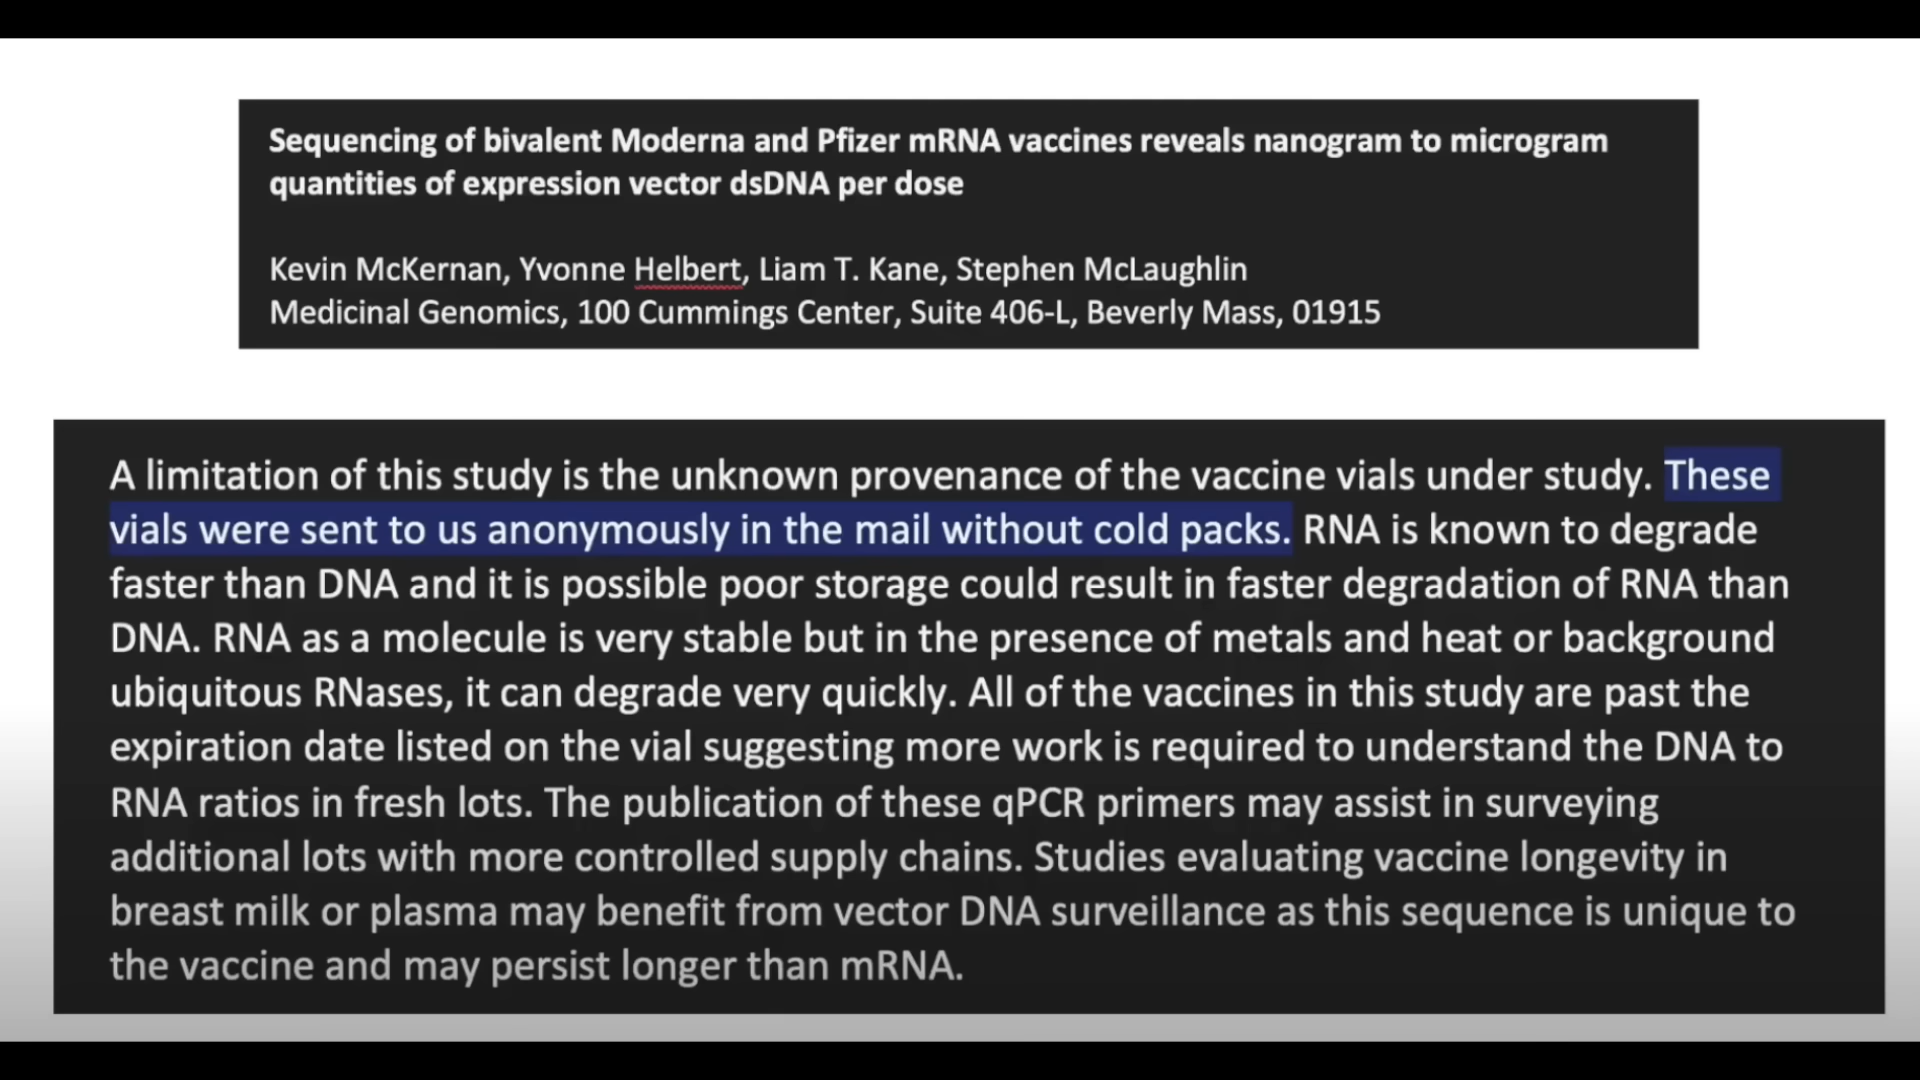 Sequencing of bivalent Moderna and Pfizer mRNA vaccines reveals nanogram to microgram
quantities of expression vector dsDNA per dose
Kevin McKernan, Yvonne Helbert, Liam T. Kane, Stephen McLaughlin
Medicinal Genomics, 100 Cummings Center, Suite 406-L, Beverly Mass, 01915
A limitation of this study is the unknown provenance of the vaccine vials under study. These
vials were sent to us anonymously in the mail without cold packs. RNA is known to degrade
faster than DNA and it is possible poor storage could result in faster degradation of RNA than
DNA. RNA as a molecule is very stable but in the presence of metals and heat or background
ubiquitous RNases, it can degrade very quickly. All of the vaccines in this study are past the
expiration date listed on the vial suggesting more work is required to understand the DNA to
RNA ratios in fresh lots. The publication of these qPCR primers may assist in surveying
additional lots with more controlled supply chains. Studies evaluating vaccine longevity in
breast milk or plasma may benefit from vector DNA surveillance as this sequence is unique to
the vaccine and may persist longer than mRNA.